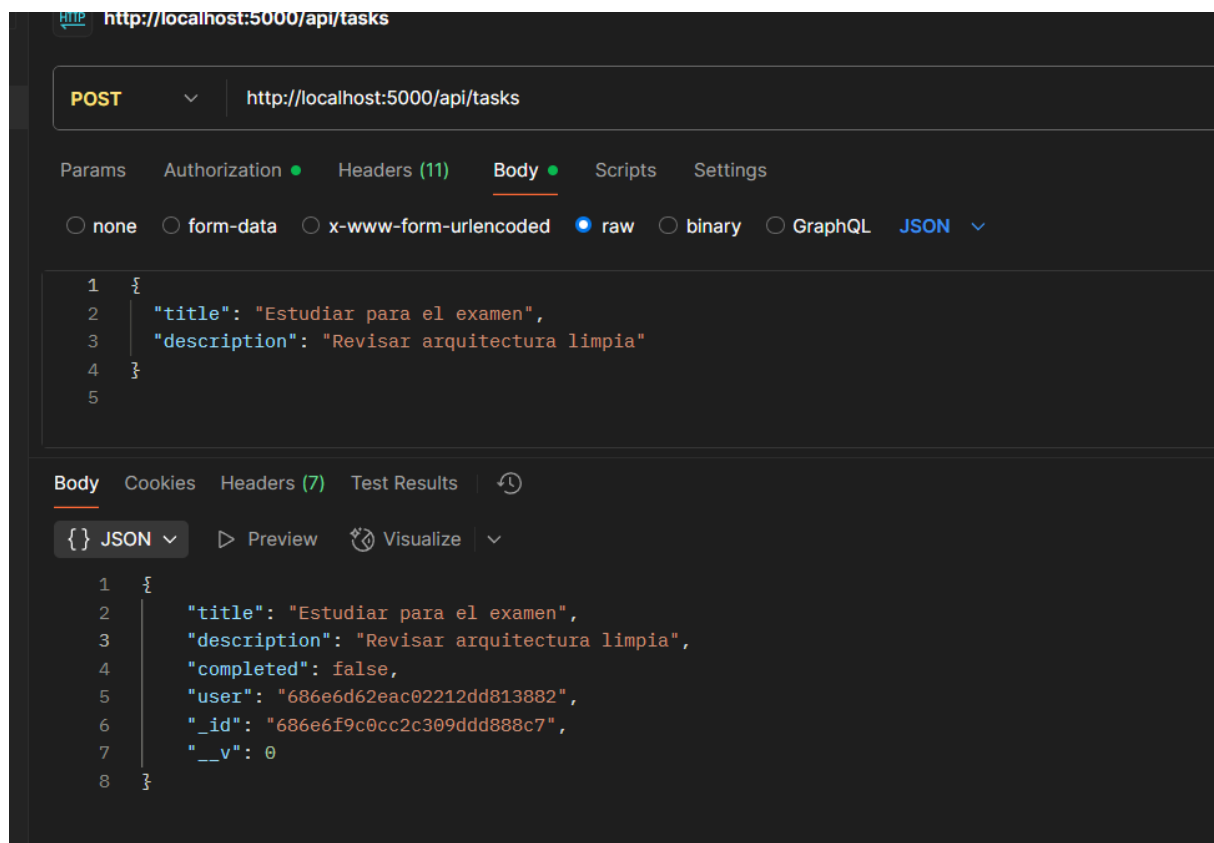 HTTP http://localhost:5000/api/tasks
POST http://localhost:5000/api/tasks
Params Authorization Headers (11) Body Scripts Settings
none form-data x-www-form-urlencoded raw binary GraphQL JSON
1 {
2 "title": "Estudiar para el examen",
3 "description": "Revisar arquitectura limpia"
4 }
5
Body Cookies Headers (7) Test Results
{} JSON Preview Visualize
1 {
2 "title": "Estudiar para el examen",
3 "description": "Revisar arquitectura limpia",
4 "completed": false,
5 "user": "686e6d62eac02212dd813882",
6 "_id": "686e6f9c0cc2c309ddd888c7",
7 "__v": 0
8 }